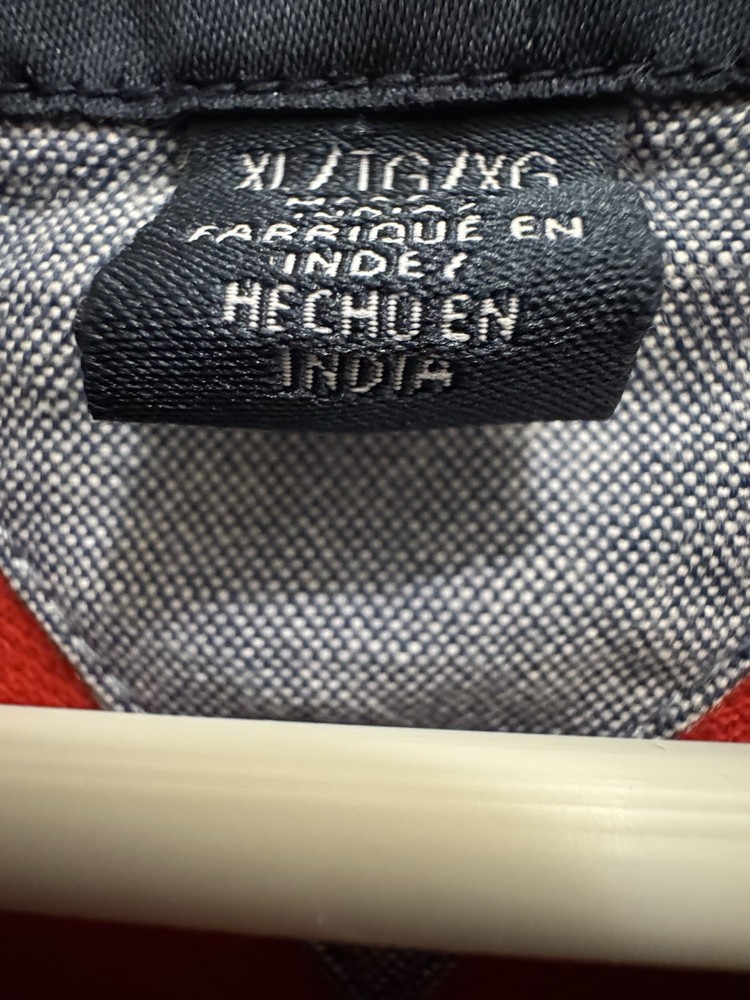 XL/TG/XG
FABRIQUÉ EN
INDE/
HECHO EN
INDIA